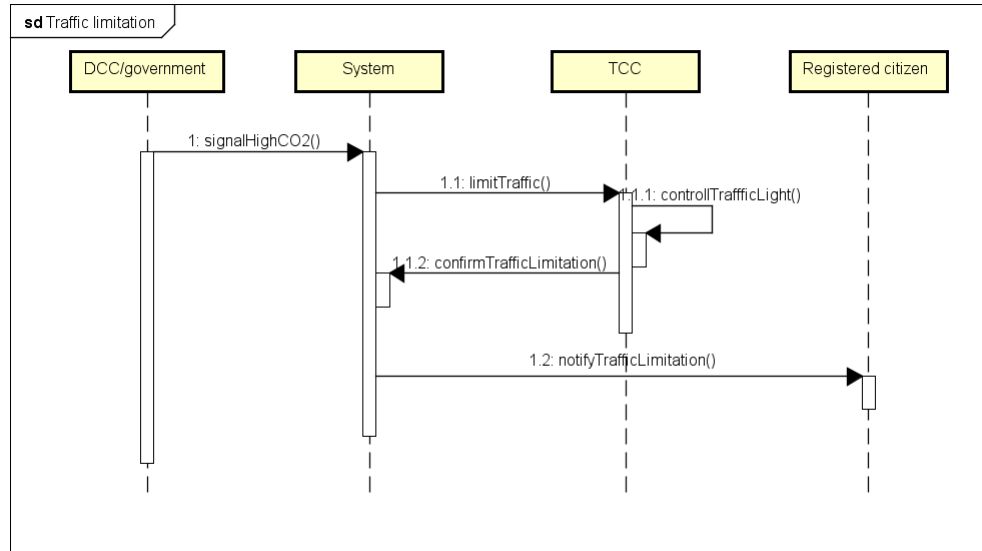 sd Traffic limitation
DCC/government
System
TCC
Registered citizen
1: signalHighCO2()
1.1: limitTraffic()
1.1.1: controllTraffficLight()
1.1.2: confirmTrafficLimitation()
1.2: notifyTrafficLimitation()